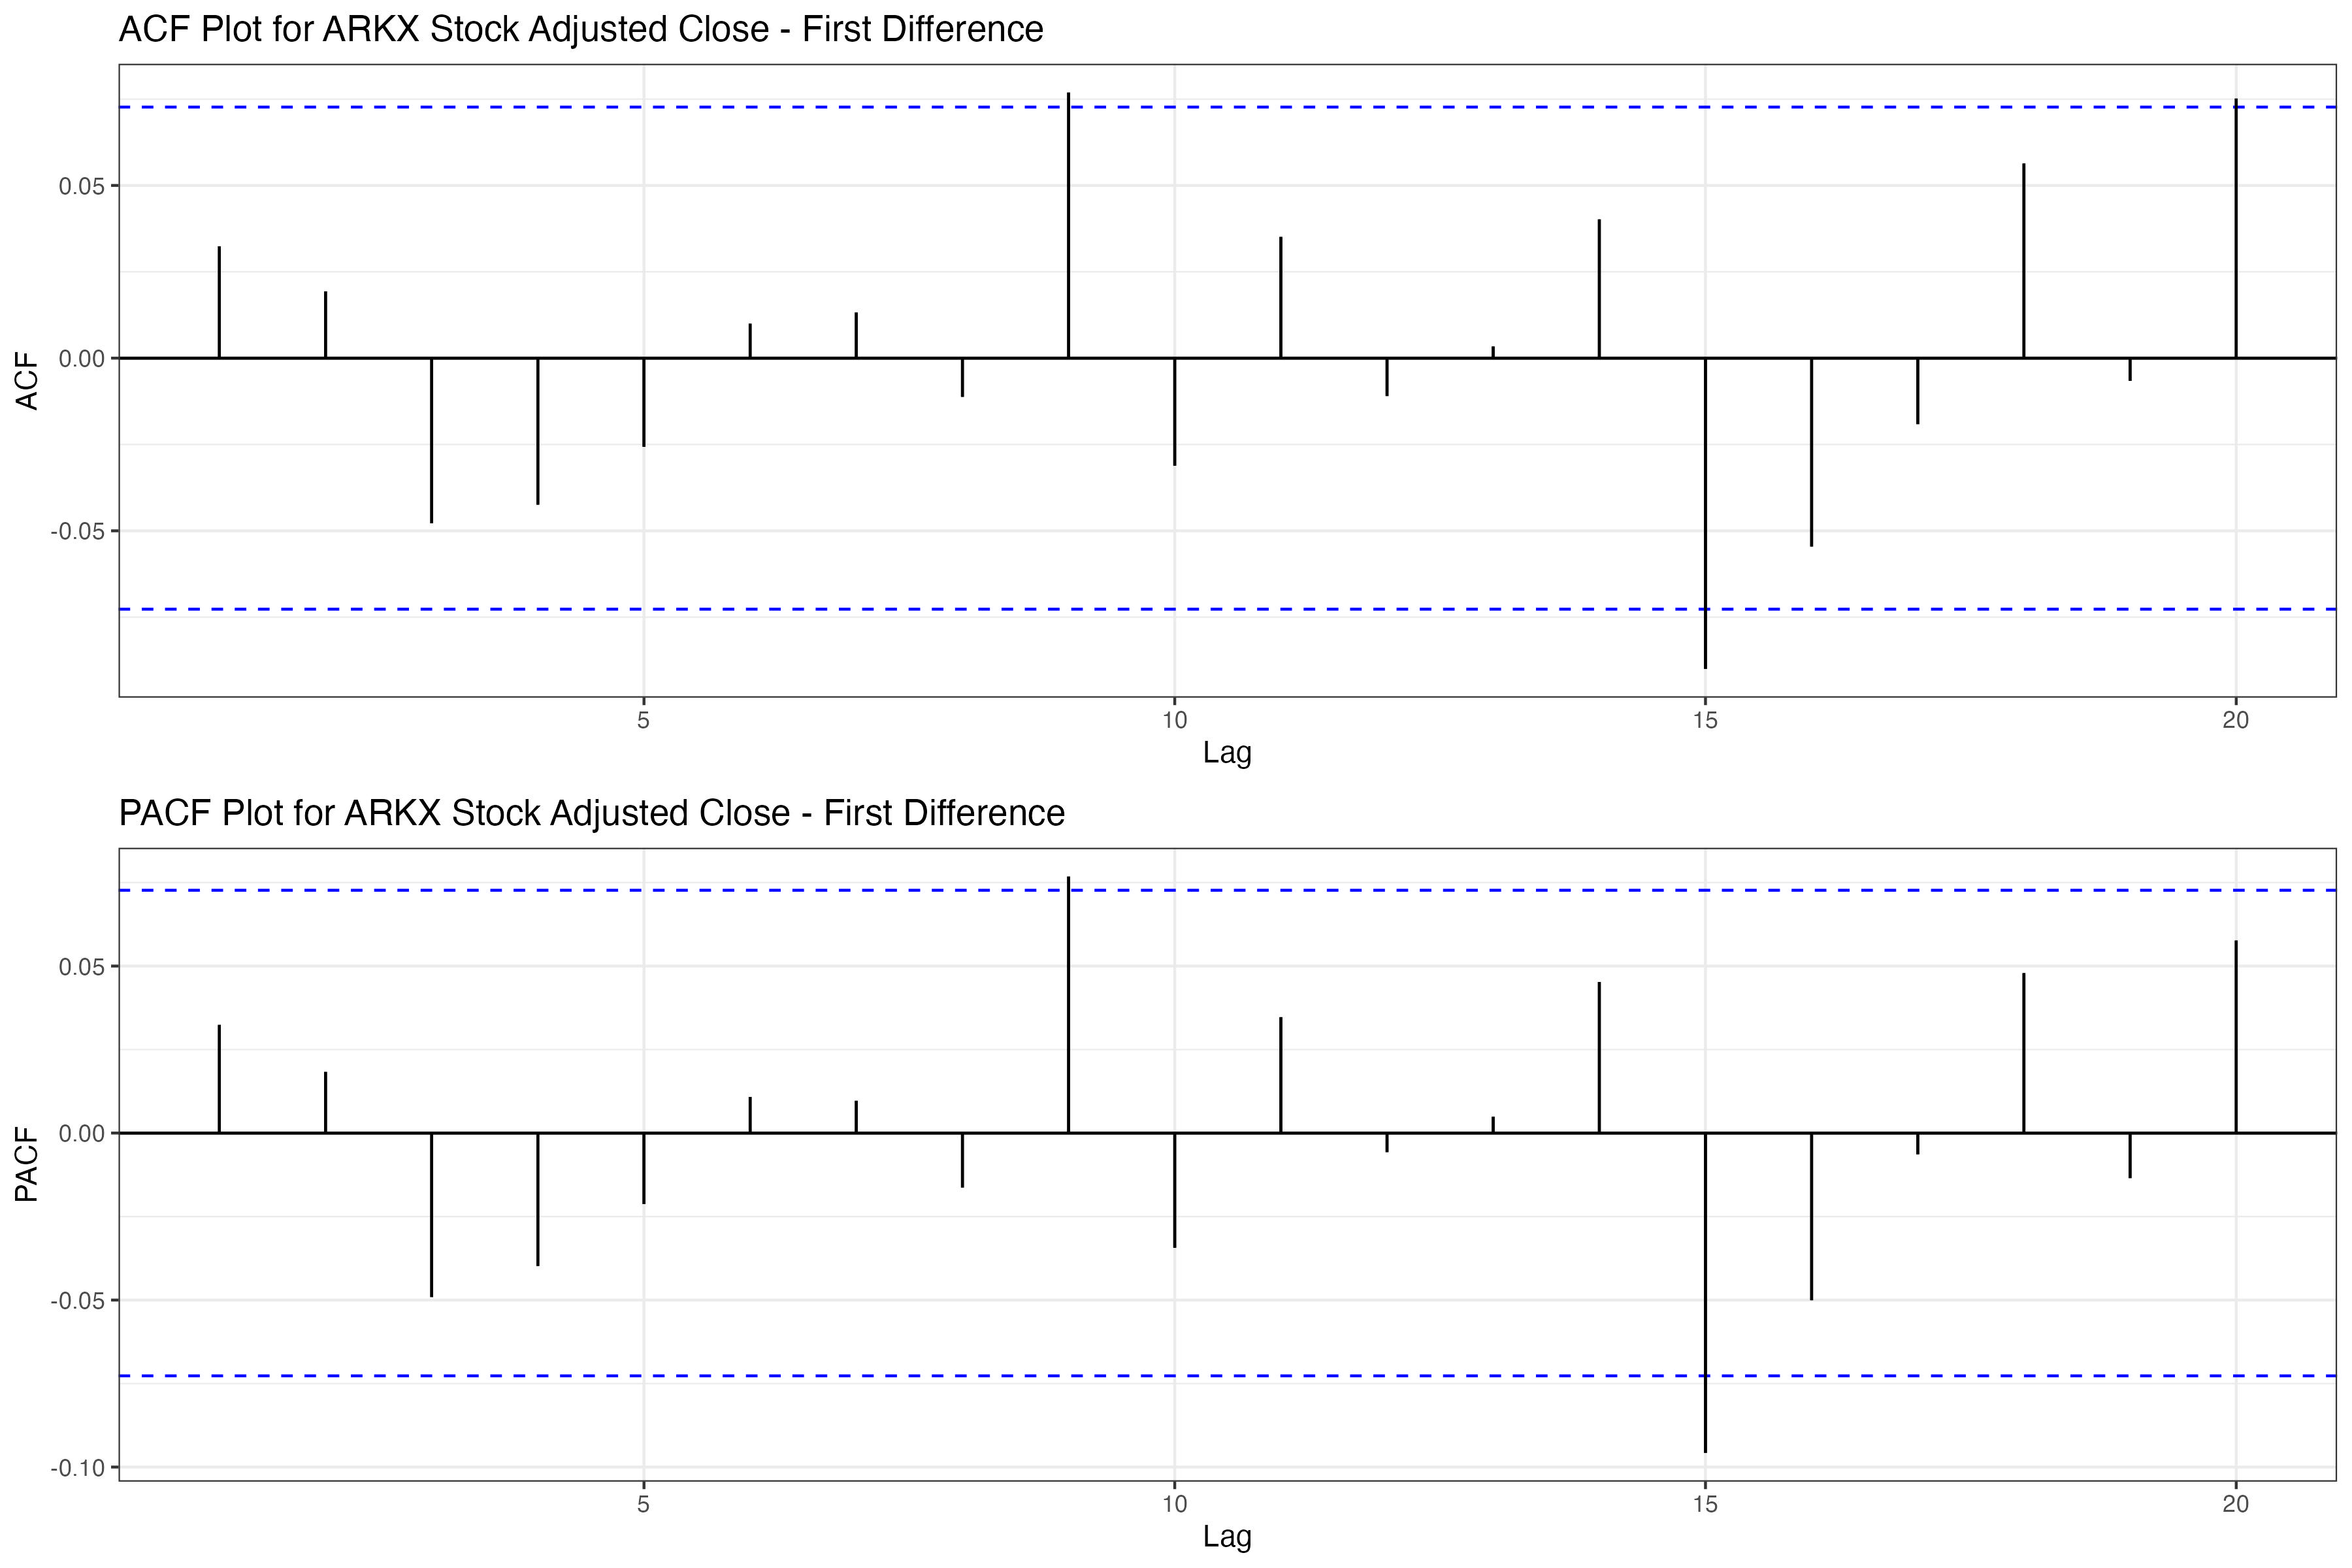 ACF Plot for ARKX Stock Adjusted Close - First Difference
0.05
0.00
-0.05
ACF
5 10 15 20
Lag
PACF Plot for ARKX Stock Adjusted Close - First Difference
0.05
0.00
-0.05
-0.10
PACF
5 10 15 20
Lag